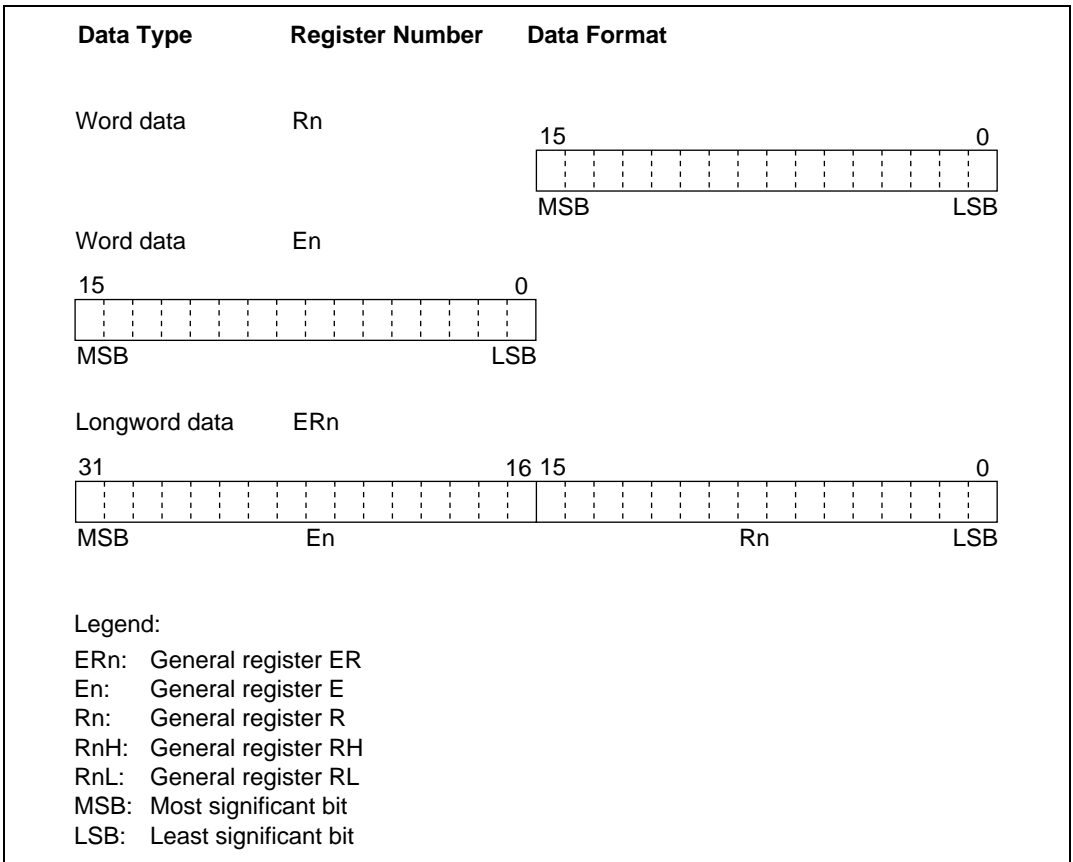 Data Type Register Number Data Format
Word data Rn
15 0
MSB LSB
Word data En
15 0
MSB LSB
Longword data ERn
31 16 15 0
MSB En Rn LSB
Legend:
ERn: General register ER
En: General register E
Rn: General register R
RnH: General register RH
RnL: General register RL
MSB: Most significant bit
LSB: Least significant bit